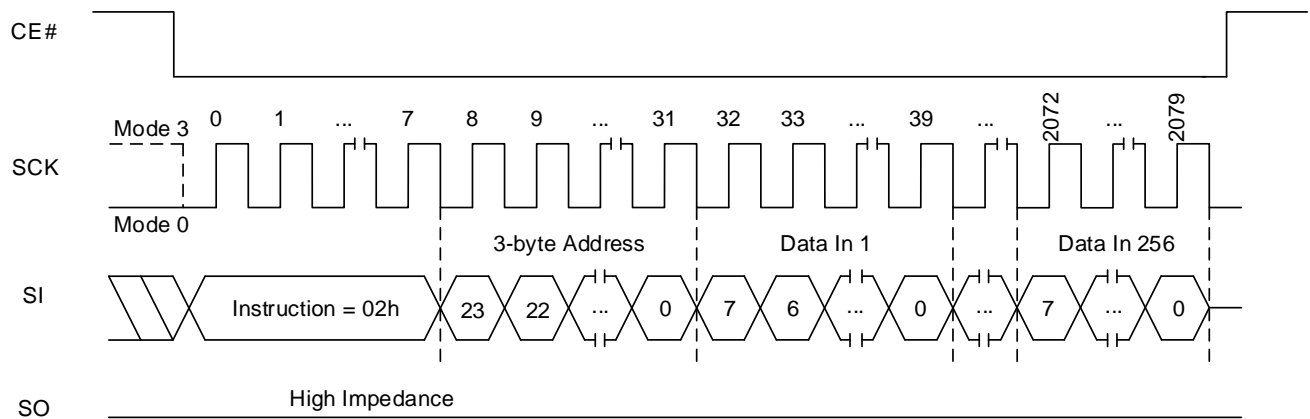 CE#
0 1 ... 7 8 9 ... 31 32 33 ... 39 ... 2072 ... 2079
Mode 3
SCK
Mode 0
3-byte Address Data In 1 Data In 256
SI Instruction = 02h 23 22 ... 0 7 6 ... 0 ... 7 ... 0
High Impedance
SO